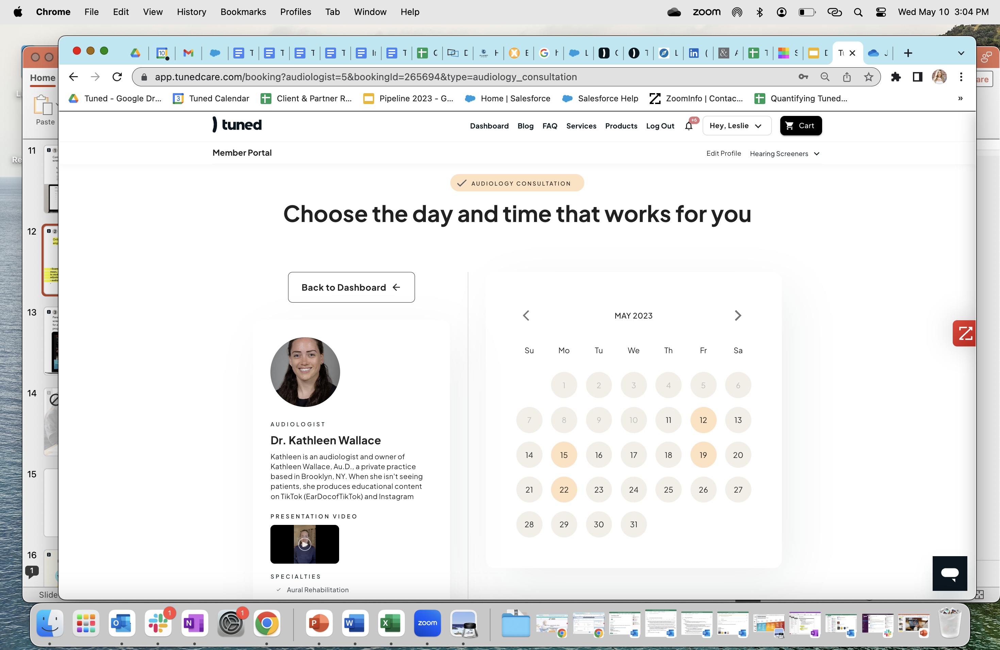 Chrome File Edit View History Bookmarks Profiles Tab Window Help
zoom Wed May 10 3:04 PM
10
app.tunedcare.com/booking?audiologist=5&bookingId=265694&type=audiology_consultation
Tuned - Google Dr... 3 Tuned Calendar Client & Partner R... Pipeline 2023 - G... Home | Salesforce Salesforce Help ZoomInfo | Contac... Quantifying Tuned... »
Home
Paste
11
12
13
14
15
16
1
Slide
tuned
Dashboard Blog FAQ Services Products Log Out +6 Hey, Leslie Cart
Member Portal
Edit Profile Hearing Screeners
AUDIOLOGY CONSULTATION
Choose the day and time that works for you
Back to Dashboard
AUDIOLOGIST
Dr. Kathleen Wallace
Kathleen is an audiologist and owner of
Kathleen Wallace, Au.D., a private practice
based in Brooklyn, NY. When she isn't seeing
patients, she produces educational content
on TikTok (EarDocofTikTok) and Instagram
PRESENTATION VIDEO
SPECIALTIES
Aural Rehabilitation
MAY 2023
Su Mo Tu We Th Fr Sa
1 2 3 4 5 6
7 8 9 10 11 12 13
14 15 16 17 18 19 20
21 22 23 24 25 26 27
28 29 30 31
1
1
zoom